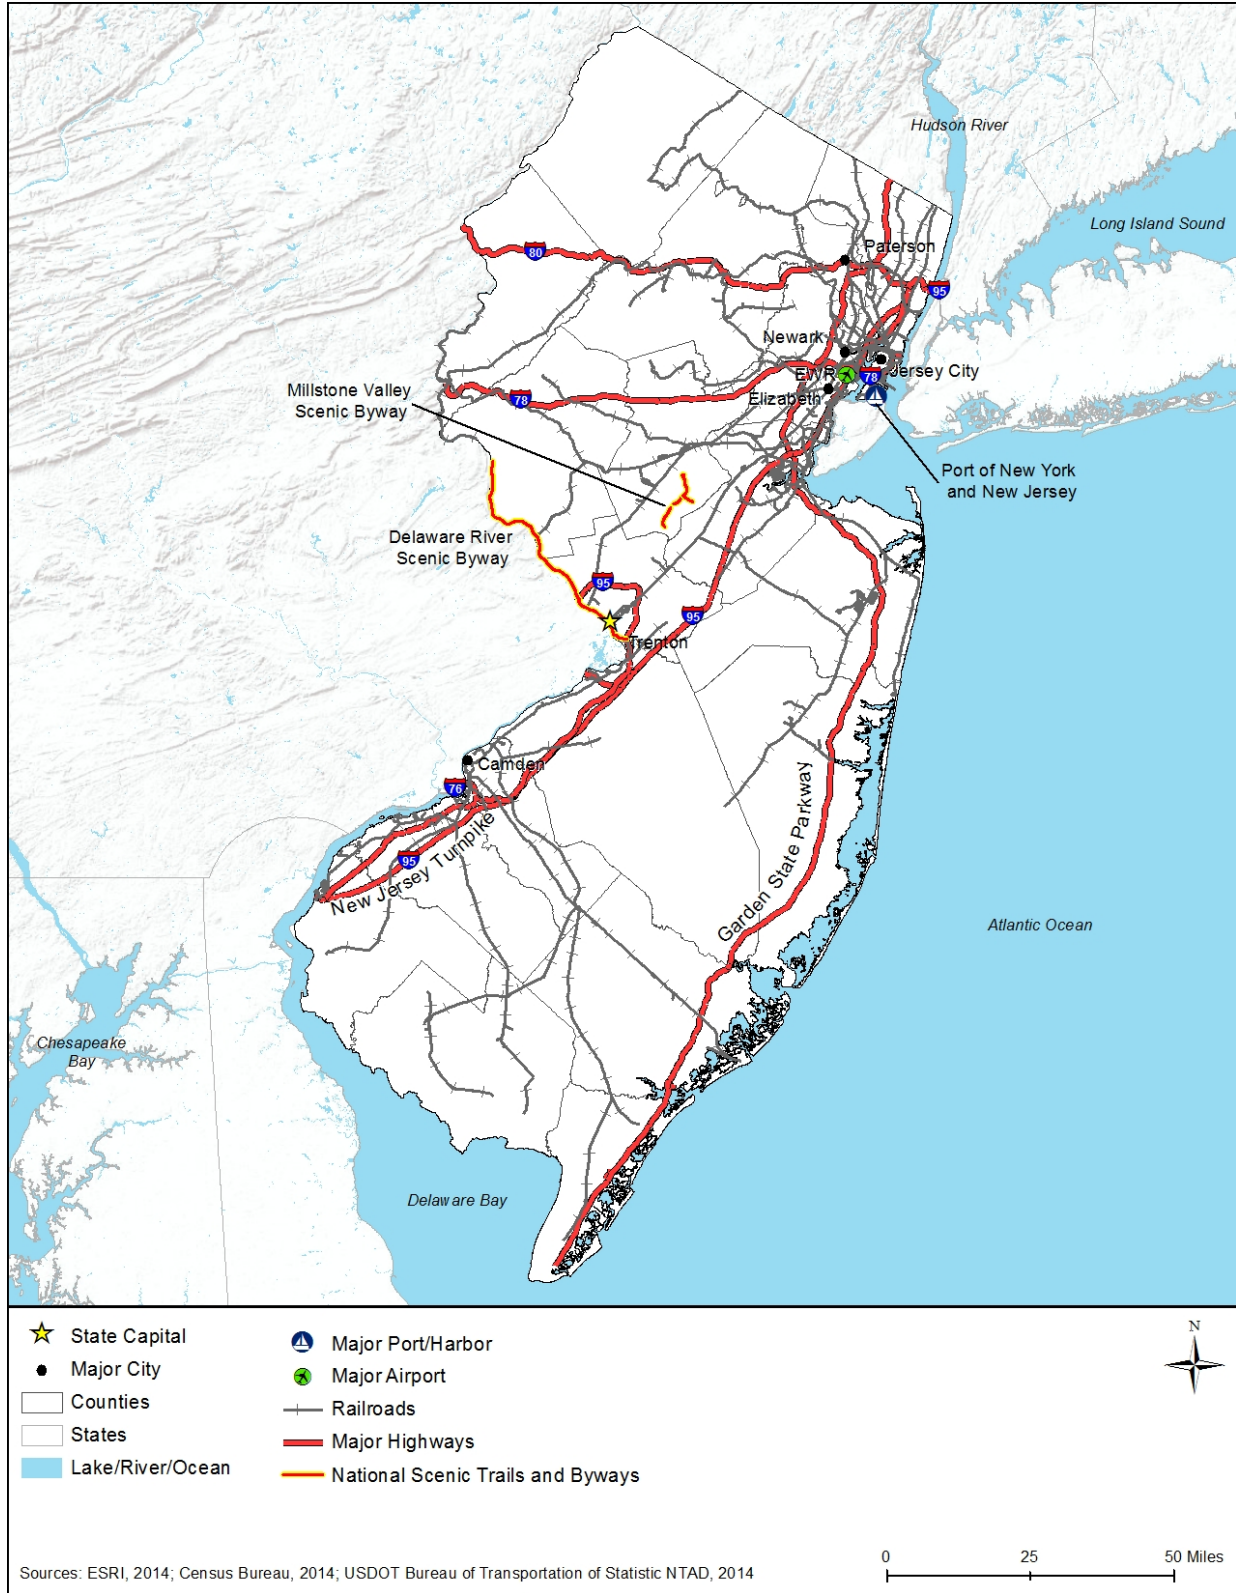 Hudson River
Long Island Sound
Paterson
80
95
Newark
EWR
78
Jersey City
Elizabeth
Millstone Valley
Scenic Byway
78
Port of New York
and New Jersey
Delaware River
Scenic Byway
95
95
Trenton
Camden
76
95
New Jersey Turnpike
Garden State Parkway
Atlantic Ocean
Chesapeake
Bay
Delaware Bay
State Capital
Major City
Counties
States
Lake/River/Ocean
Major Port/Harbor
Major Airport
Railroads
Major Highways
National Scenic Trails and Byways
N
0 25 50 Miles
Sources: ESRI, 2014; Census Bureau, 2014; USDOT Bureau of Transportation of Statistic NTAD, 2014